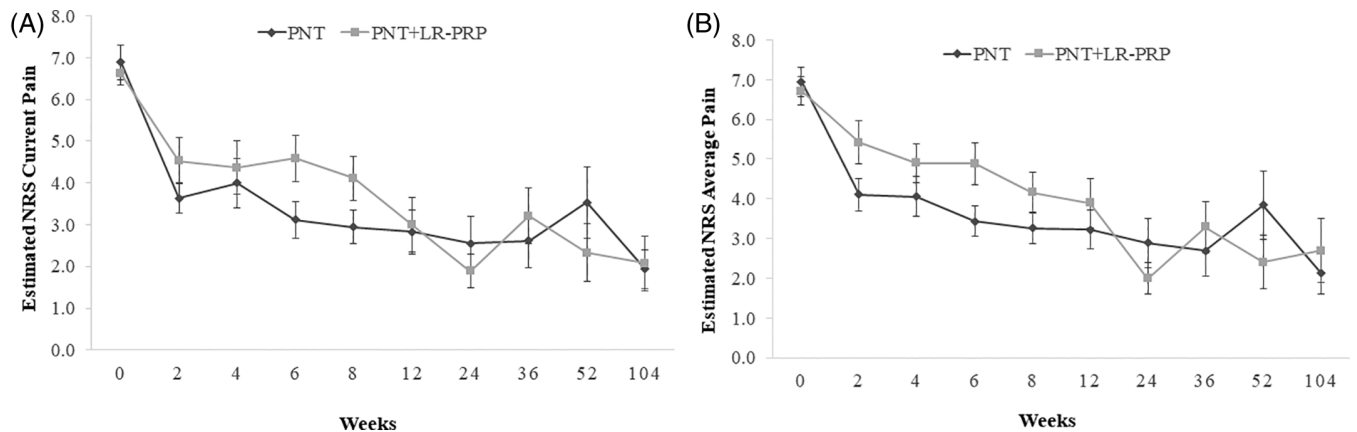 (A)
PNT PNT+LR-PRP
Estimated NRS Current Pain
8.0
7.0
6.0
5.0
4.0
3.0
2.0
1.0
0.0
0 2 4 6 8 12 24 36 52 104
Weeks
(B)
PNT PNT+LR-PRP
Estimated NRS Average Pain
8.0
7.0
6.0
5.0
4.0
3.0
2.0
1.0
0.0
0 2 4 6 8 12 24 36 52 104
Weeks